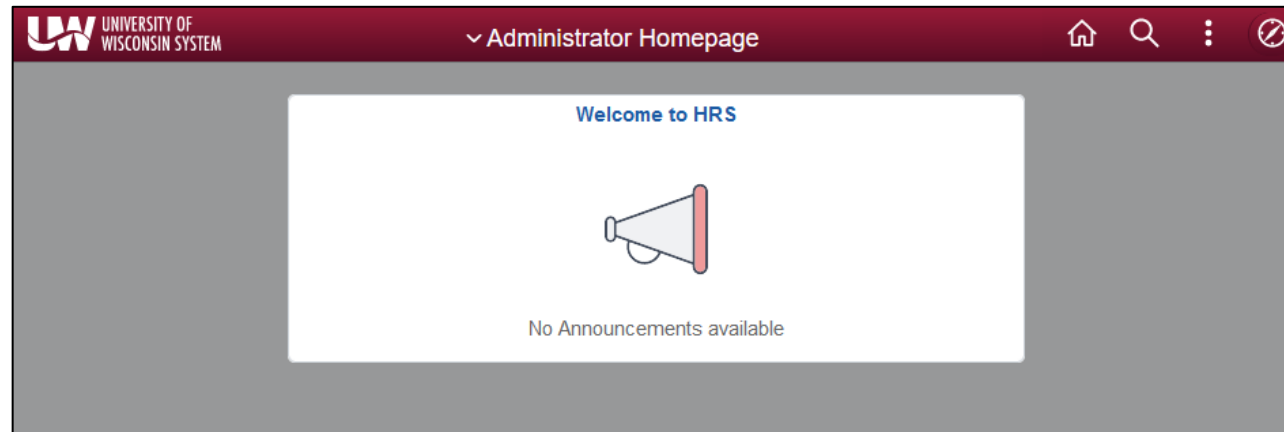 UW UNIVERSITY OF
WISCONSIN SYSTEM
Administrator Homepage
Welcome to HRS
No Announcements available